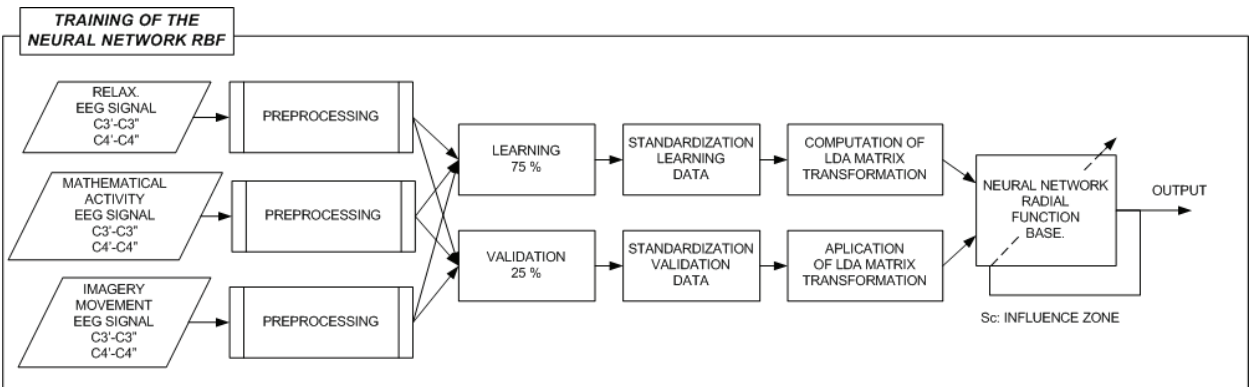 TRAINING OF THE
NEURAL NETWORK RBF
RELAX.
EEG SIGNAL
C3'-C3"
C4'-C4"
PREPROCESSING
MATHEMATICAL
ACTIVITY
EEG SIGNAL
C3'-C3"
C4'-C4"
PREPROCESSING
IMAGERY
MOVEMENT
EEG SIGNAL
C3'-C3"
C4'-C4"
PREPROCESSING
LEARNING
75 %
STANDARDIZATION
LEARNING
DATA
COMPUTATION OF
LDA MATRIX
TRANSFORMATION
VALIDATION
25 %
STANDARDIZATION
VALIDATION
DATA
APLICATION
OF LDA MATRIX
TRANSFORMATION
NEURAL NETWORK
RADIAL
FUNCTION
BASE.
OUTPUT
Sc: INFLUENCE ZONE